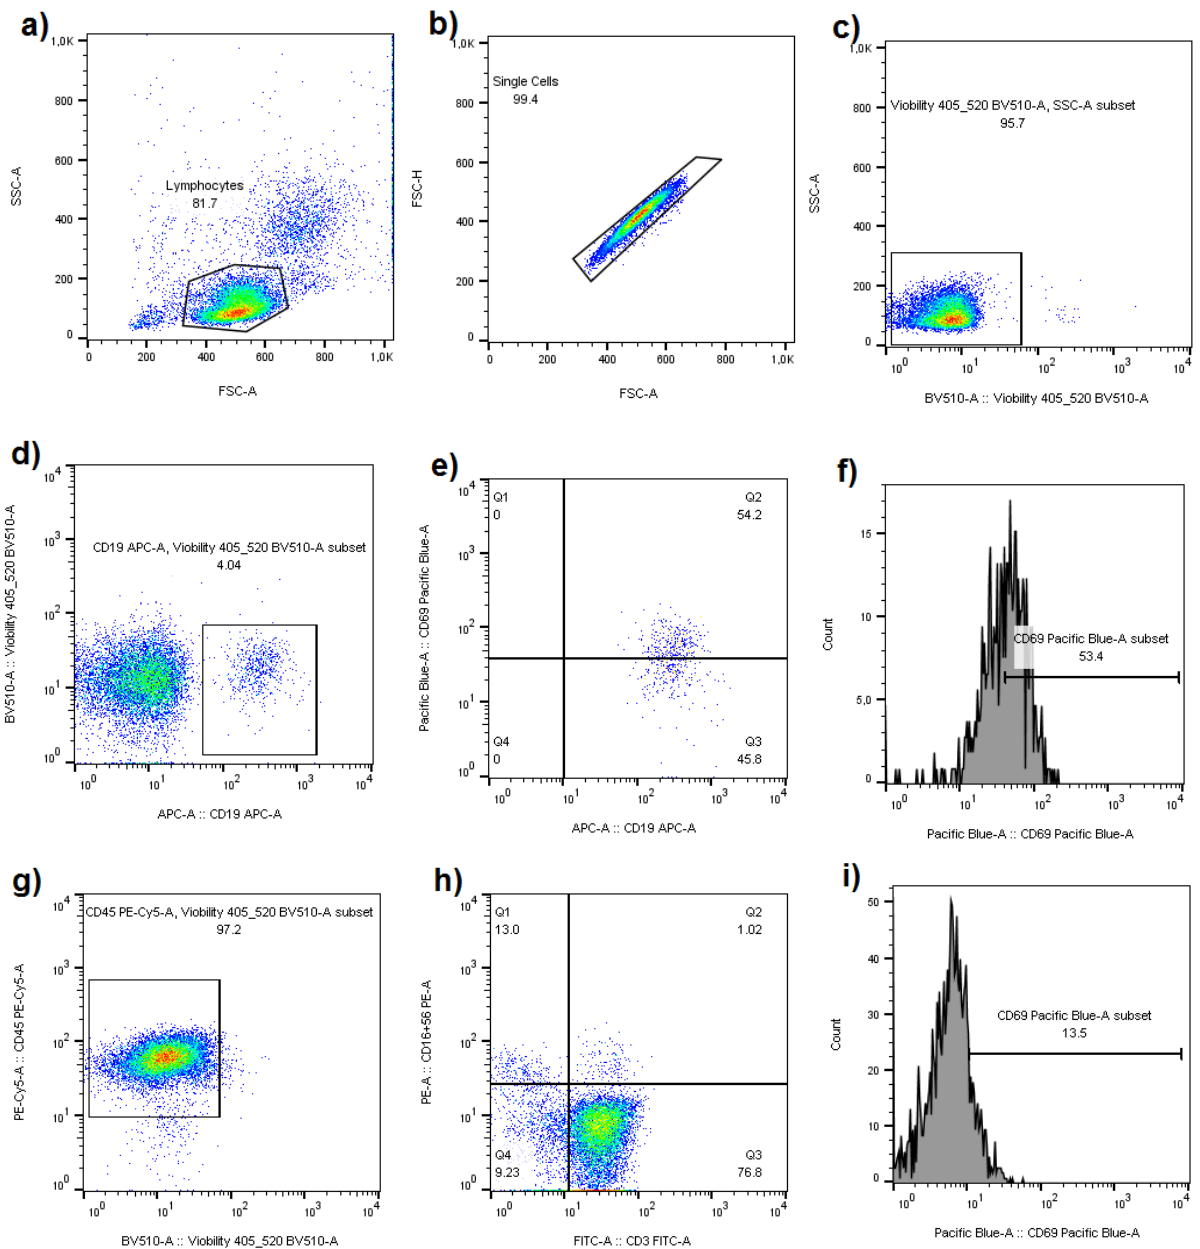 a)
1,0K
800
600
400
200
0
SSC-A
Lymphocytes
81.7
0
200
400
600
800
1,0K
FSC-A
b)
1,0K
800
600
400
200
0
FSC-H
Single Cells
99.4
0
200
400
600
800
1,0K
FSC-A
c)
1,0K
800
600
400
200
0
SSC-A
Viobility 405_520 BV510-A, SSC-A subset
95.7
10^0
10^1
10^2
10^3
10^4
BV510-A :: Viobility 405_520 BV510-A
d)
10^4
10^3
10^2
10^1
10^0
BV510-A :: Viobility 405_520 BV510-A
CD19 APC-A, Viobility 405_520 BV510-A subset
4.04
10^0
10^1
10^2
10^3
10^4
APC-A :: CD19 APC-A
e)
10^4
10^3
10^2
10^1
10^0
Pacific Blue-A :: CD69 Pacific Blue-A
Q1
0
Q2
54.2
Q4
0
Q3
45.8
10^0
10^1
10^2
10^3
10^4
APC-A :: CD19 APC-A
f)
15
10
5,0
0
Count
CD69 Pacific Blue-A subset
53.4
10^0
10^1
10^2
10^3
10^4
Pacific Blue-A :: CD69 Pacific Blue-A
g)
10^4
10^3
10^2
10^1
10^0
PE-Cy5-A :: CD45 PE-Cy5-A
CD45 PE-Cy5-A, Viobility 405_520 BV510-A subset
97.2
10^0
10^1
10^2
10^3
10^4
BV510-A :: Viobility 405_520 BV510-A
h)
10^4
10^3
10^2
10^1
10^0
PE-A :: CD16+56 PE-A
Q1
13.0
Q2
1.02
Q4
9.23
Q3
76.8
10^0
10^1
10^2
10^3
10^4
FITC-A :: CD3 FITC-A
i)
50
40
30
20
10
0
Count
CD69 Pacific Blue-A subset
13.5
10^0
10^1
10^2
10^3
10^4
Pacific Blue-A :: CD69 Pacific Blue-A